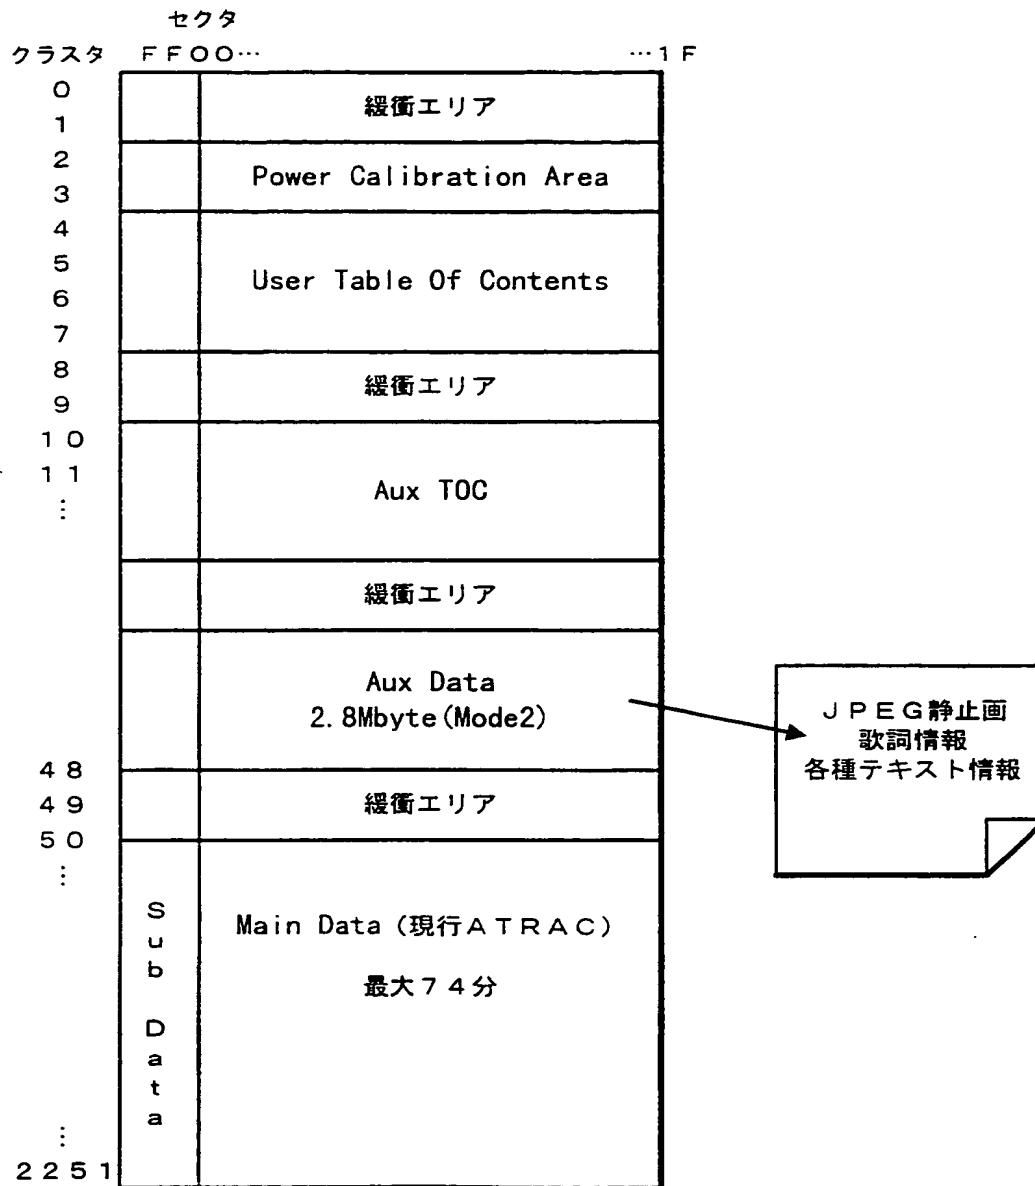 セクタ
クラスタ ＦＦ００… …１Ｆ
０
１
緩衝エリア
２
３
Power Calibration Area
４
５
６
７
User Table Of Contents
８
９
緩衝エリア
１０
１１
⋮
Aux TOC
緩衝エリア
Aux Data
2.8Mbyte(Mode2)
ＪＰＥＧ静止画
歌詞情報
各種テキスト情報
４８
４９
緩衝エリア
５０
⋮
Ｓｕｂ Ｄａｔａ
Main Data (現行ＡＴＲＡＣ)
最大７４分
⋮
２２５１